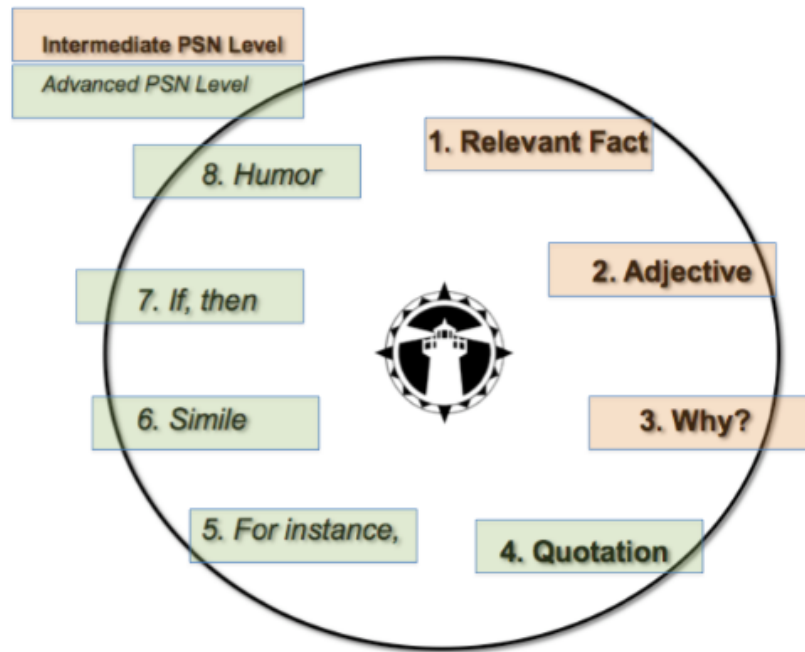 Intermediate PSN Level
Advanced PSN Level
1. Relevant Fact
2. Adjective
3. Why?
4. Quotation
5. For instance,
6. Simile
7. If, then
8. Humor